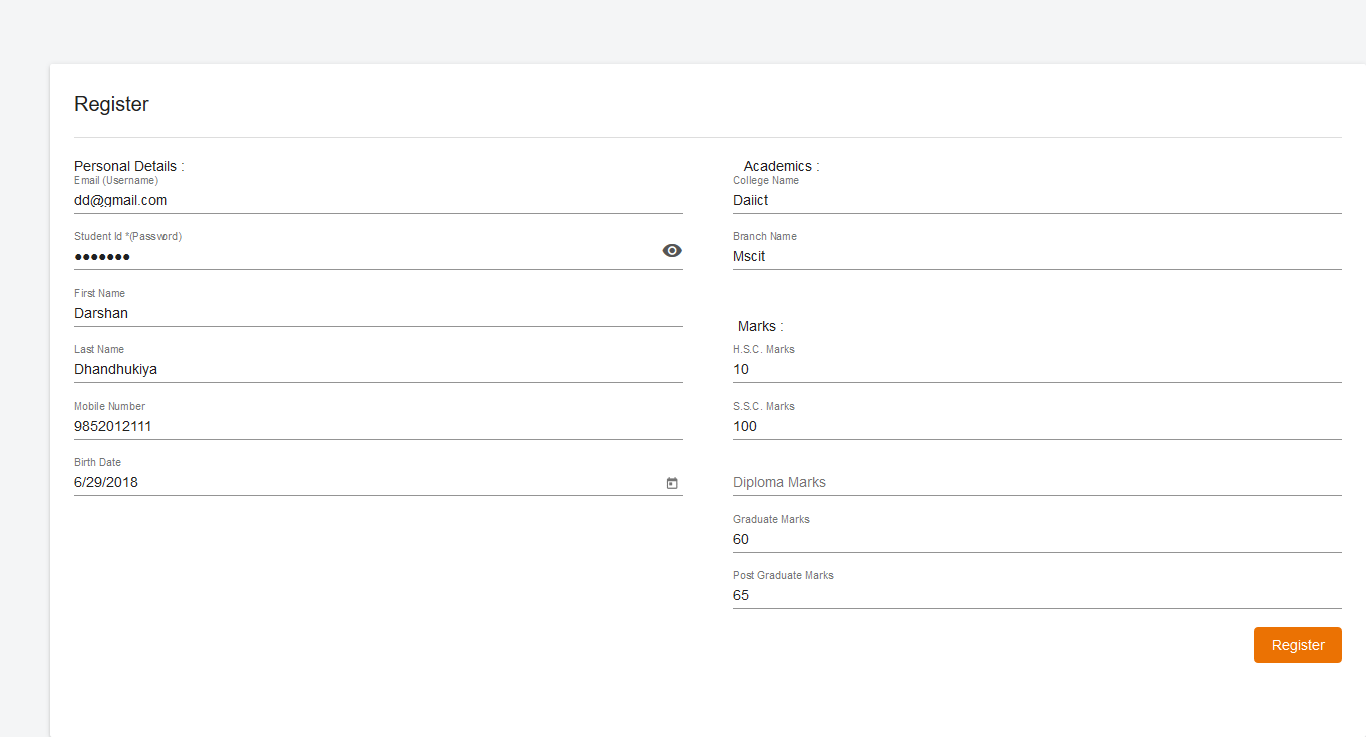 Register
Personal Details :
Email (Username)
dd@gmail.com
Student Id *(Password)
•••••••
First Name
Darshan
Last Name
Dhandhukiya
Mobile Number
9852012111
Birth Date
6/29/2018
Academics :
College Name
Daiict
Branch Name
Mscit
Marks :
H.S.C. Marks
10
S.S.C. Marks
100
Diploma Marks
Graduate Marks
60
Post Graduate Marks
65
Register